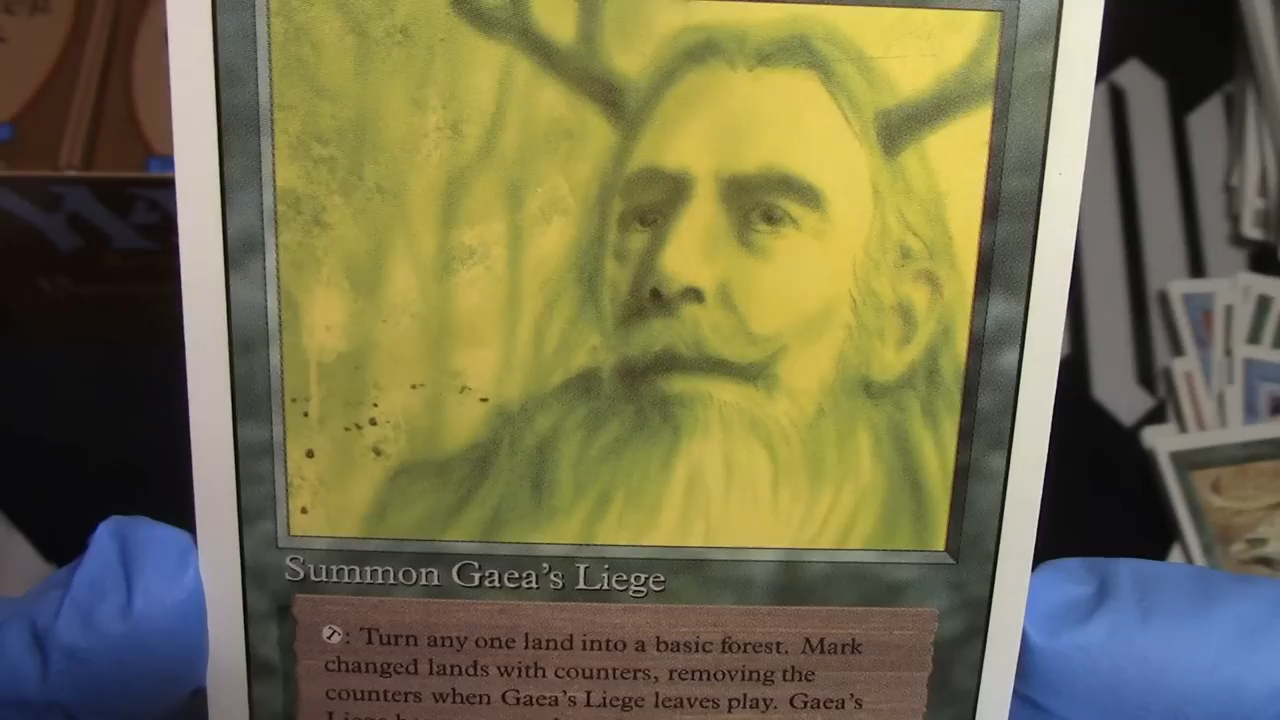 Summon Gaea's Liege
T: Turn any one land into a basic forest. Mark
changed lands with counters, removing the
counters when Gaea's Liege leaves play. Gaea's
Liege